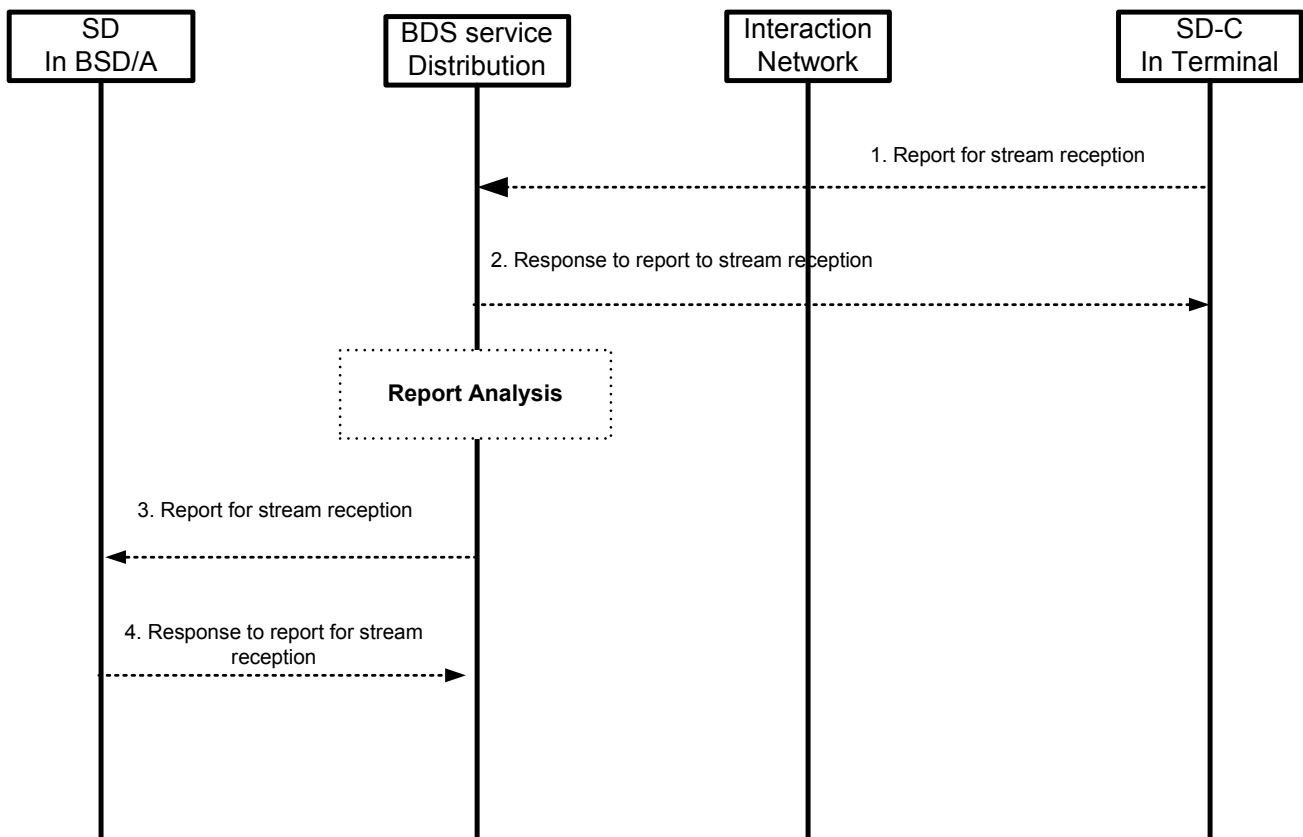 SD
In BSD/A
BDS service
Distribution
Interaction
Network
SD-C
In Terminal
1. Report for stream reception
2. Response to report to stream reception
Report Analysis
3. Report for stream reception
4. Response to report for stream
reception